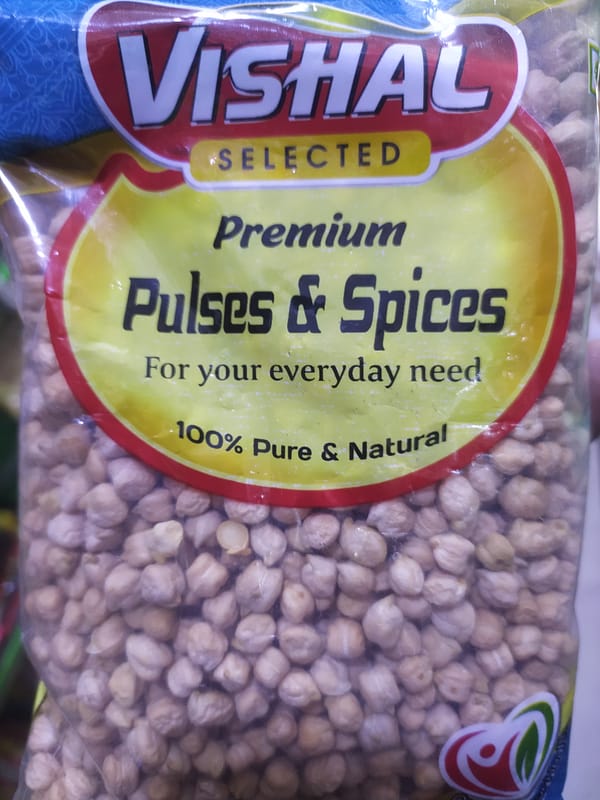 VISHAL
SELECTED
Premium
Pulses & Spices
For your everyday need
100% Pure & Natural